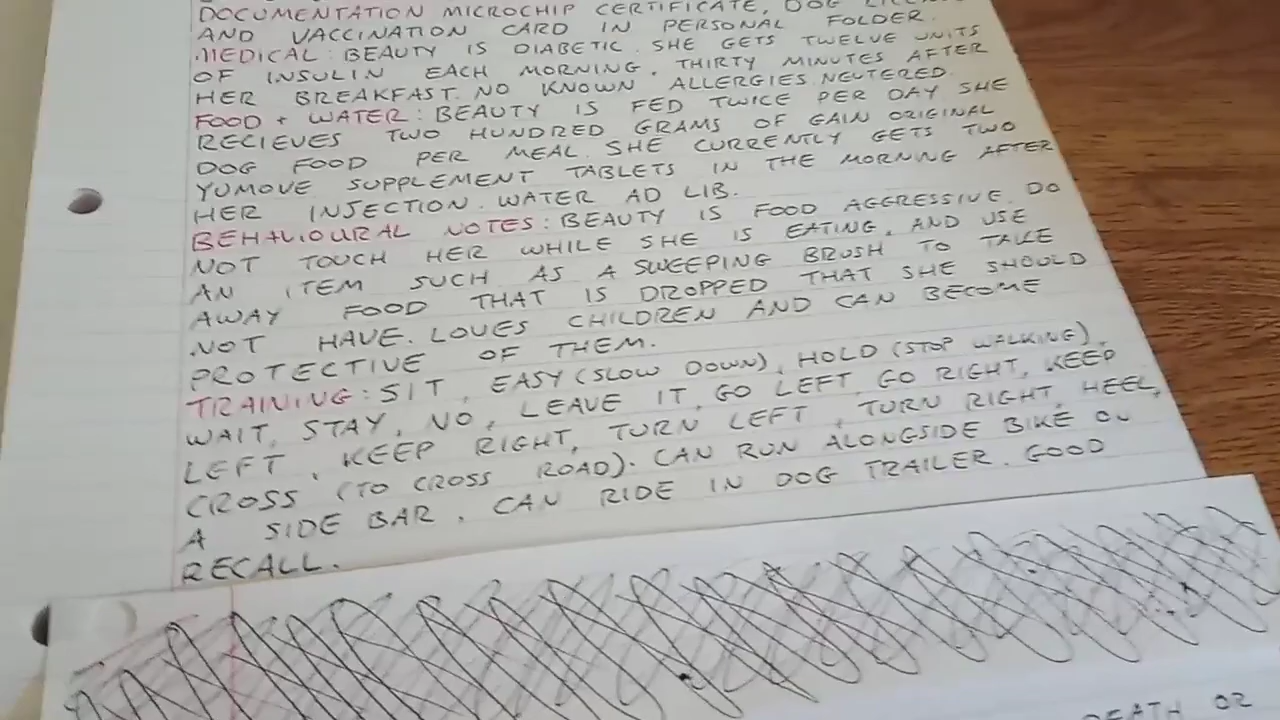 DOCUMENTATION MICROCHIP CERTIFICATE, DOG
AND VACCINATION CARD IN PERSONAL FOLDER.
MEDICAL: BEAUTY IS DIABETIC. SHE GETS TWELVE UNITS
OF INSULIN EACH MORNING, THIRTY MINUTES AFTER
HER BREAKFAST. NO KNOWN ALLERGIES. NEUTERED.
FOOD + WATER: BEAUTY IS FED TWICE PER DAY SHE
RECIEVES TWO HUNDRED GRAMS OF GAIN ORIGINAL
DOG FOOD PER MEAL. SHE CURRENTLY GETS TWO
YUMOVE SUPPLEMENT TABLETS IN THE MORNING AFTER
HER INJECTION. WATER AD LIB.
BEHAVIOURAL NOTES: BEAUTY IS FOOD AGGRESSIVE. DO
NOT TOUCH HER WHILE SHE IS EATING, AND USE
AN ITEM SUCH AS A SWEEPING BRUSH TO TAKE
AWAY FOOD THAT IS DROPPED THAT SHE SHOULD
NOT HAVE. LOVES CHILDREN AND CAN BECOME
PROTECTIVE OF THEM.
TRAINING: SIT, EASY (SLOW DOWN), HOLD (STOP WALKING),
WAIT, STAY, NO, LEAVE IT, GO LEFT, GO RIGHT, KEEP
LEFT, KEEP RIGHT, TURN LEFT, TURN RIGHT, HEEL,
CROSS (TO CROSS ROAD). CAN RUN ALONGSIDE BIKE ON
A SIDE BAR. CAN RIDE IN DOG TRAILER. GOOD
RECALL.
DEATH OR